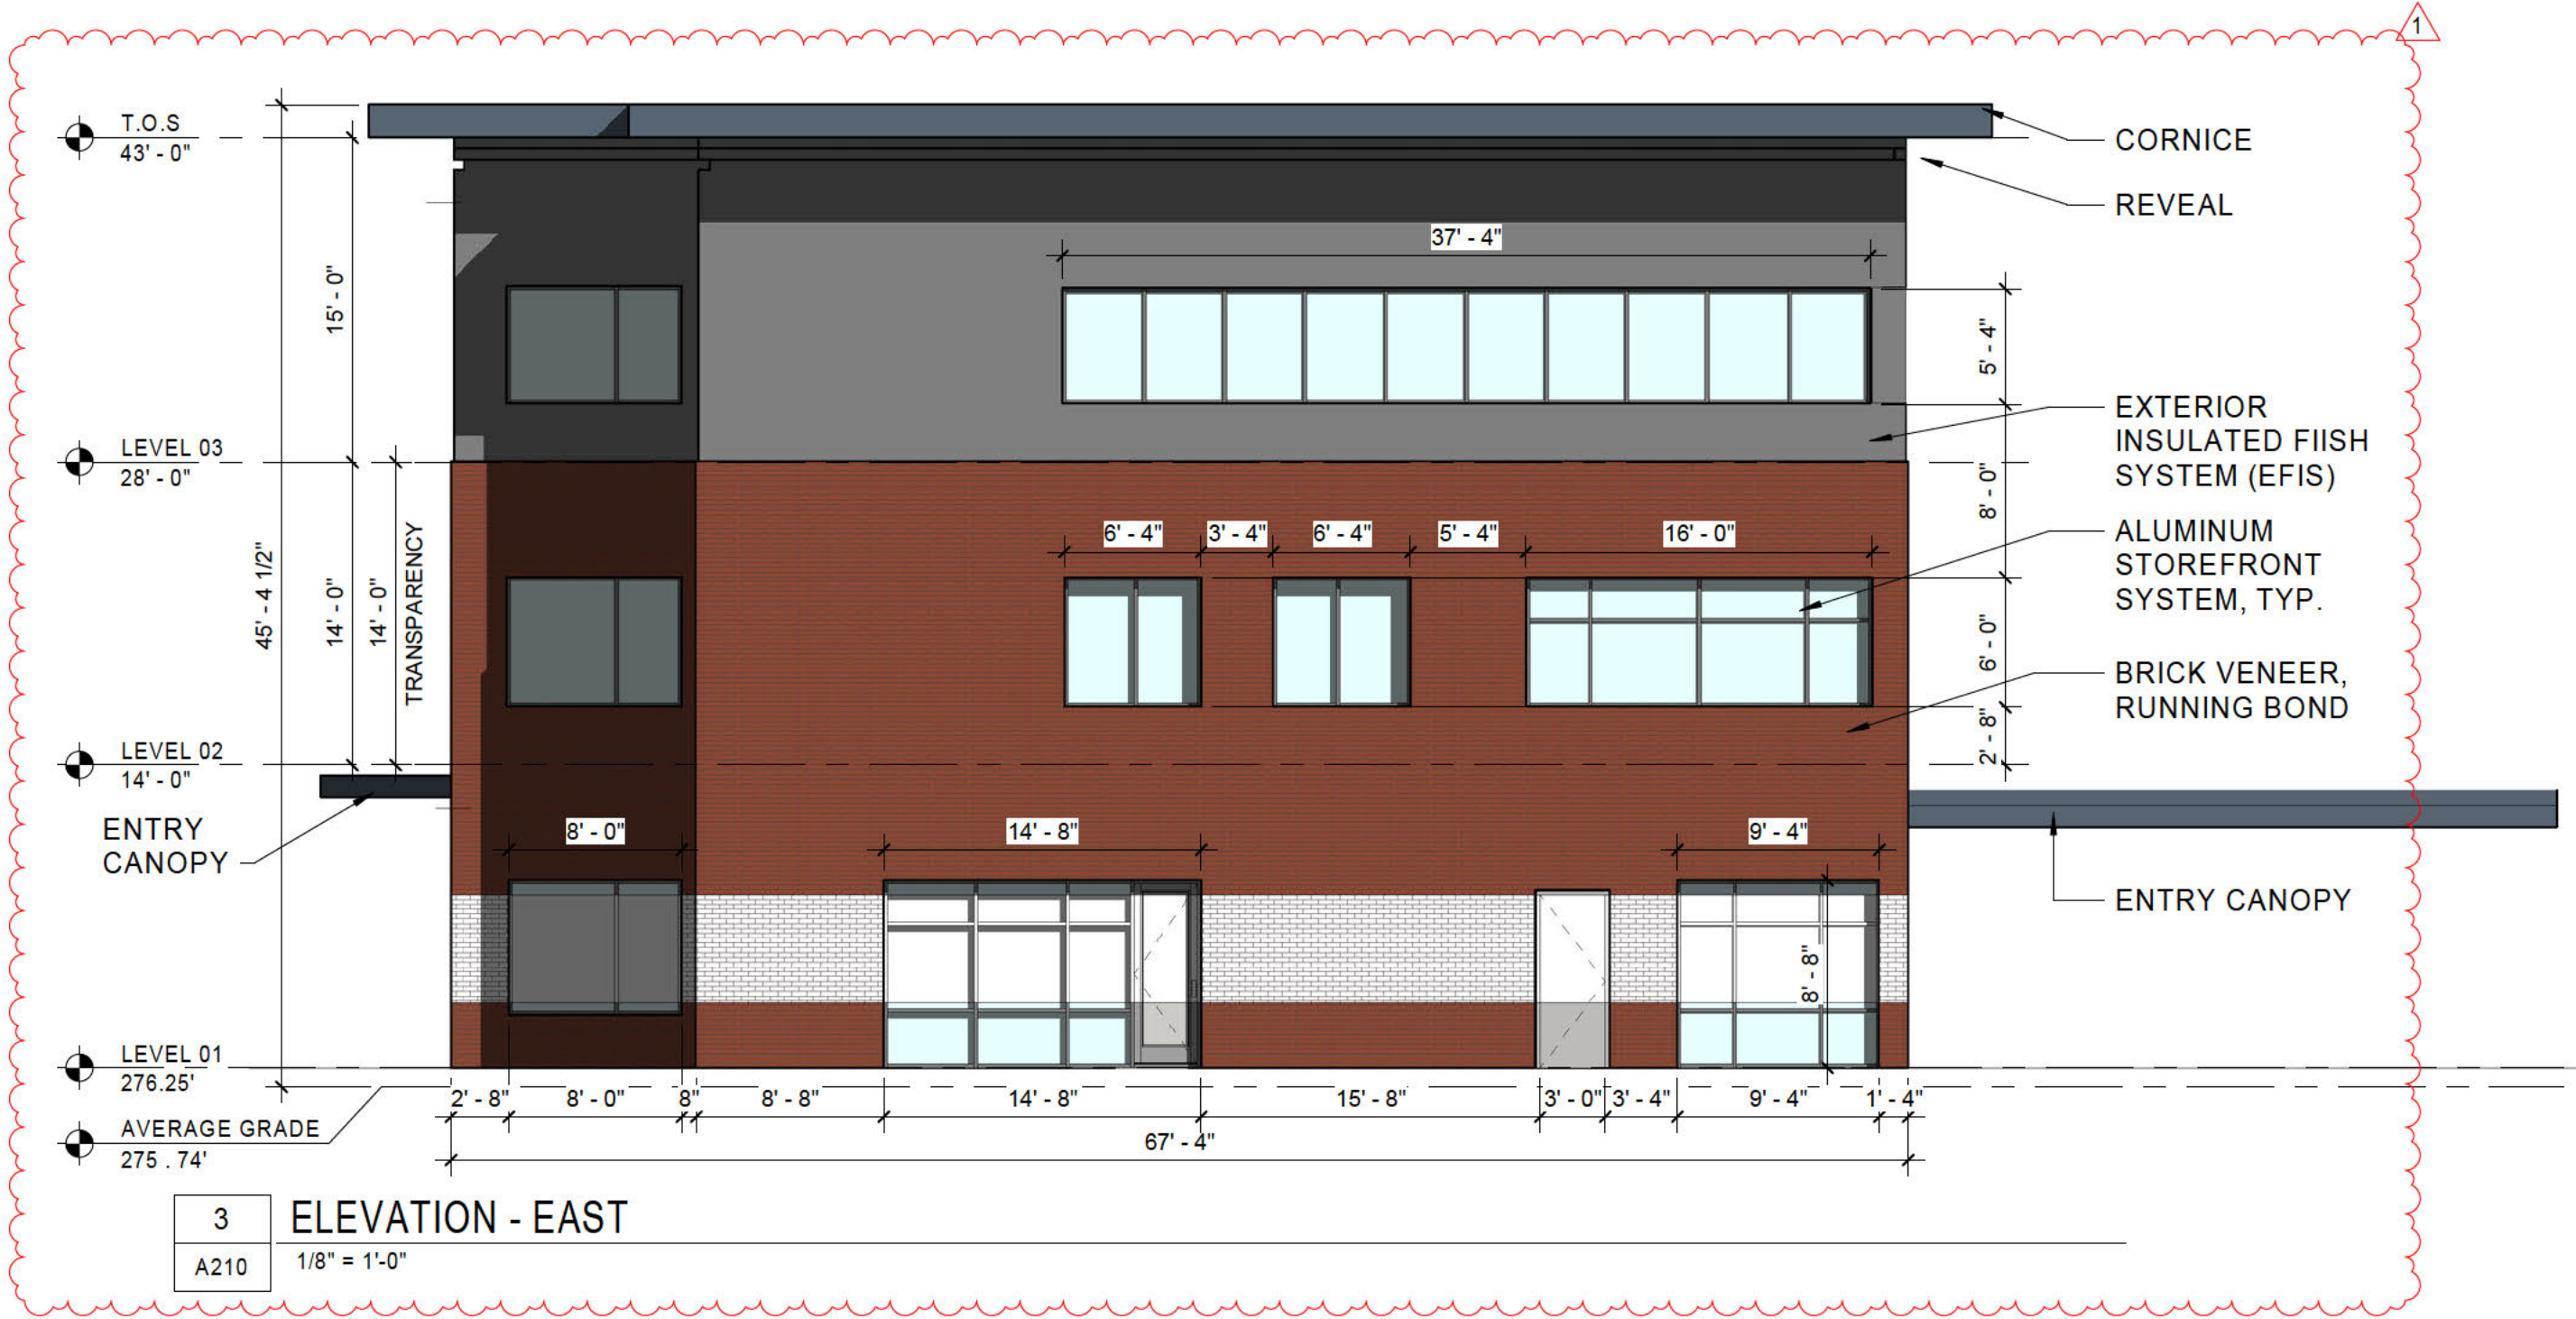 1
T.O.S
43' - 0"
CORNICE
REVEAL
37' - 4"
15' - 0"
5' - 4"
EXTERIOR
INSULATED FIISH
SYSTEM (EFIS)
LEVEL 03
28' - 0"
8' - 0"
6' - 4"
3' - 4"
6' - 4"
5' - 4"
16' - 0"
ALUMINUM
STOREFRONT
SYSTEM, TYP.
45' - 4 1/2"
14' - 0"
14' - 0"
TRANSPARENCY
6' - 0"
BRICK VENEER,
RUNNING BOND
2' - 8"
LEVEL 02
14' - 0"
ENTRY
CANOPY
8' - 0"
14' - 8"
9' - 4"
ENTRY CANOPY
8' - 8"
LEVEL 01
276.25'
2' - 8"
8' - 0"
8"
8' - 8"
14' - 8"
15' - 8"
3' - 0"
3' - 4"
9' - 4"
1' - 4"
AVERAGE GRADE
275 . 74'
67' - 4"
3
ELEVATION - EAST
A210
1/8" = 1'-0"